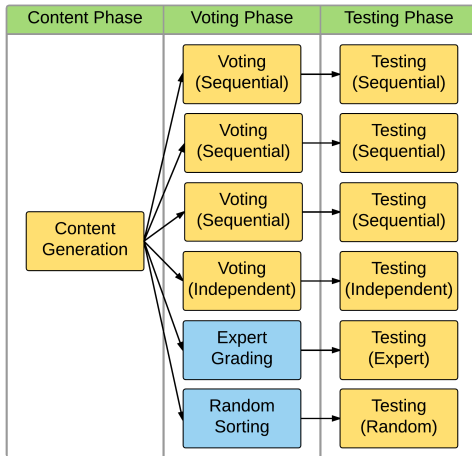 Content Phase
Voting Phase
Testing Phase
Voting
(Sequential)
Testing
(Sequential)
Voting
(Sequential)
Testing
(Sequential)
Voting
(Sequential)
Testing
(Sequential)
Content
Generation
Voting
(Independent)
Testing
(Independent)
Expert
Grading
Testing
(Expert)
Random
Sorting
Testing
(Random)